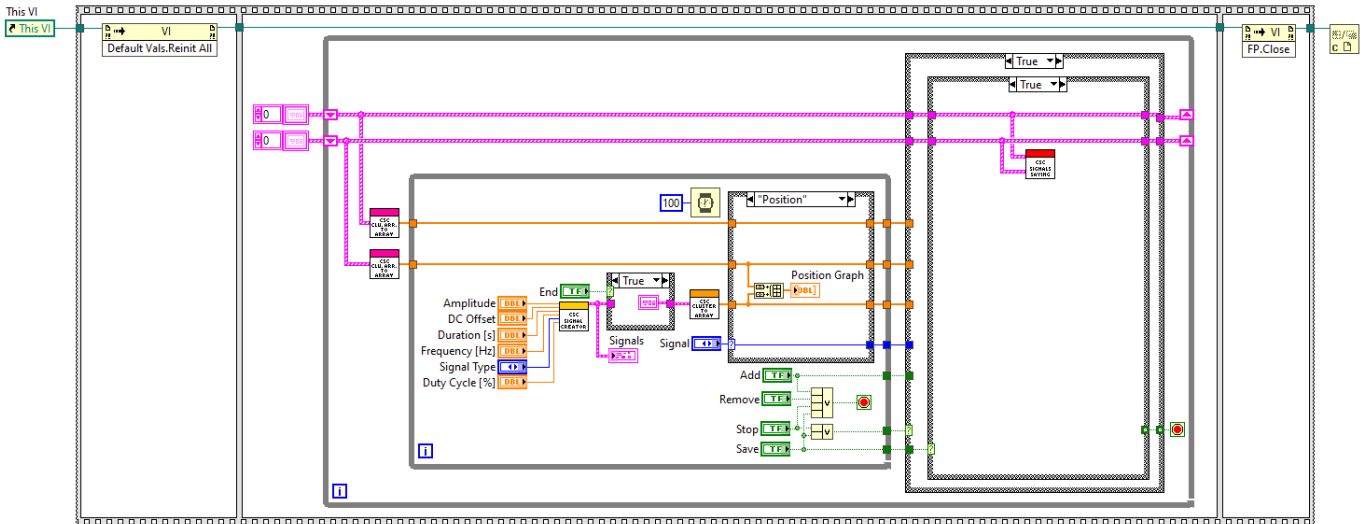 This VI
This VI
VI
Default Vals.Reinit All
VI
FP.Close
C
True
True
0
0
CSC
SIGNALS
SAVING
100
"Position"
CSC
CLU.ARR.
TO
ARRAY
CSC
CLU.ARR.
TO
ARRAY
Position Graph
DBL
End
TF
True
CSC
CLUSTER
TO
ARRAY
Amplitude
DBL
CSC
SIGNAL
CREATOR
DC Offset
DBL
Duration [s]
DBL
Signals
Signal
Frequency [Hz]
DBL
Signal Type
Duty Cycle [%]
DBL
Add
TF
Remove
TF
V
Stop
TF
V
Save
TF
i
i